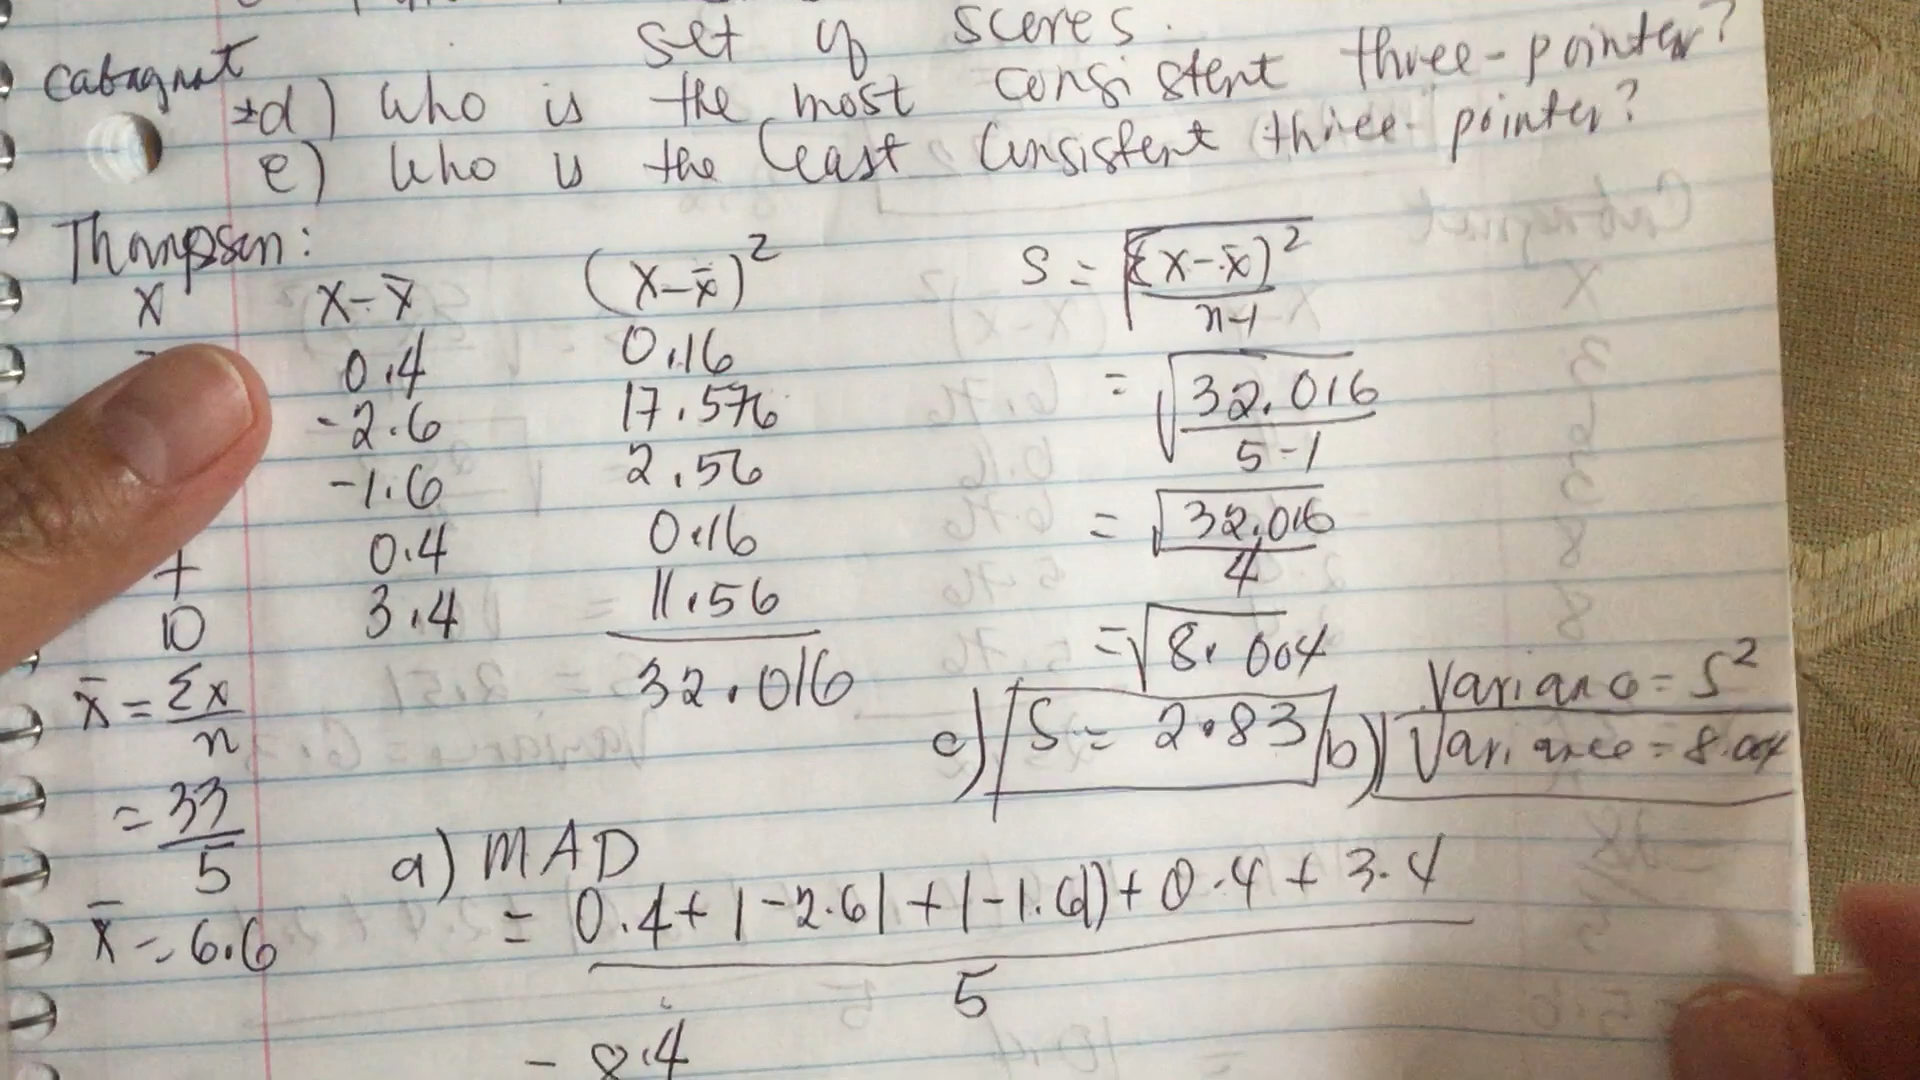 set of scores.
Cabagnot
*d) Who is the most consistent three-pointer?
e) Who is the least consistent three-pointer?
Thompson:
X X-x̄ (X-x̄)² S = √Σ(X-x̄)²/n-1
0.4 0.16
-2.6 17.576 = √32.016/5-1
-1.6 2.56
7 0.4 0.16 = √32.016/4
10 3.4 11.56
32.016 = √8.004
x̄ = Σx/n c) S = 2.83 b) Variance = S²
Variance = 8.004
= 33/5
a) MAD
x̄ = 6.6 = 0.4 + |-2.6| + |-1.6|) + 0.4 + 3.4
5
= 8.4